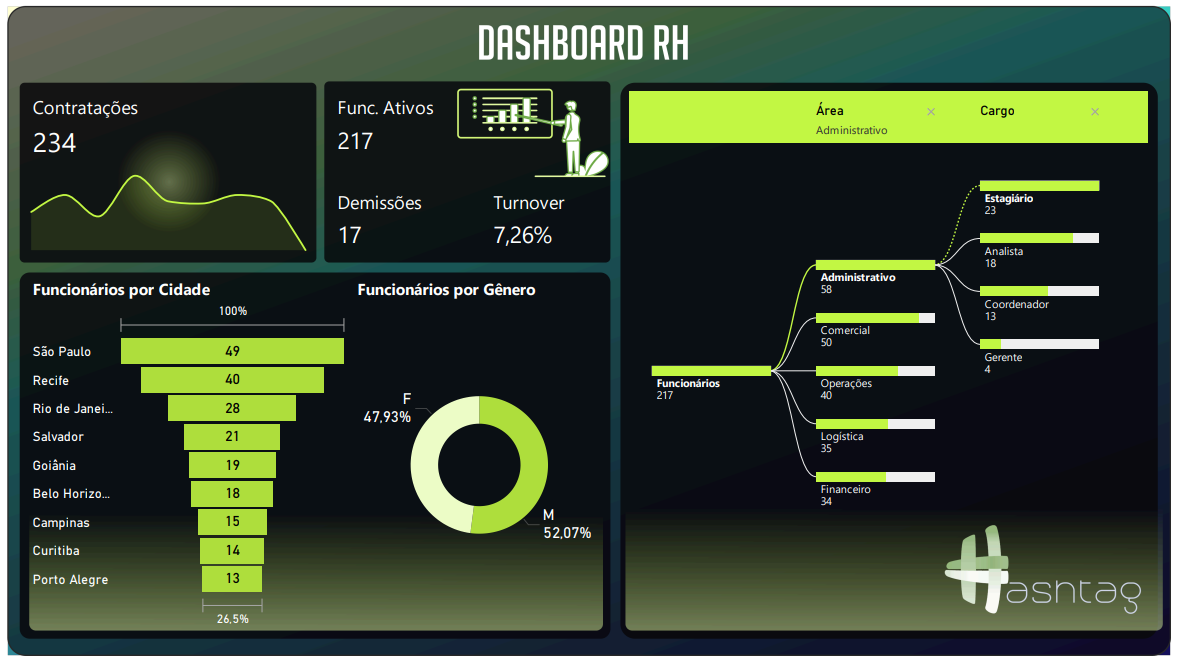 DASHBOARD RH
Contratações
234
Func. Ativos
217
Demissões
17
Turnover
7,26%
Funcionários por Cidade
100%
São Paulo 49
Recife 40
Rio de Janei... 28
Salvador 21
Goiânia 19
Belo Horizo... 18
Campinas 15
Curitiba 14
Porto Alegre 13
26,5%
Funcionários por Gênero
F
47,93%
M
52,07%
Área
Administrativo
Cargo
Funcionários
217
Administrativo
58
Comercial
50
Operações
40
Logística
35
Financeiro
34
Estagiário
23
Analista
18
Coordenador
13
Gerente
4
Hashtag